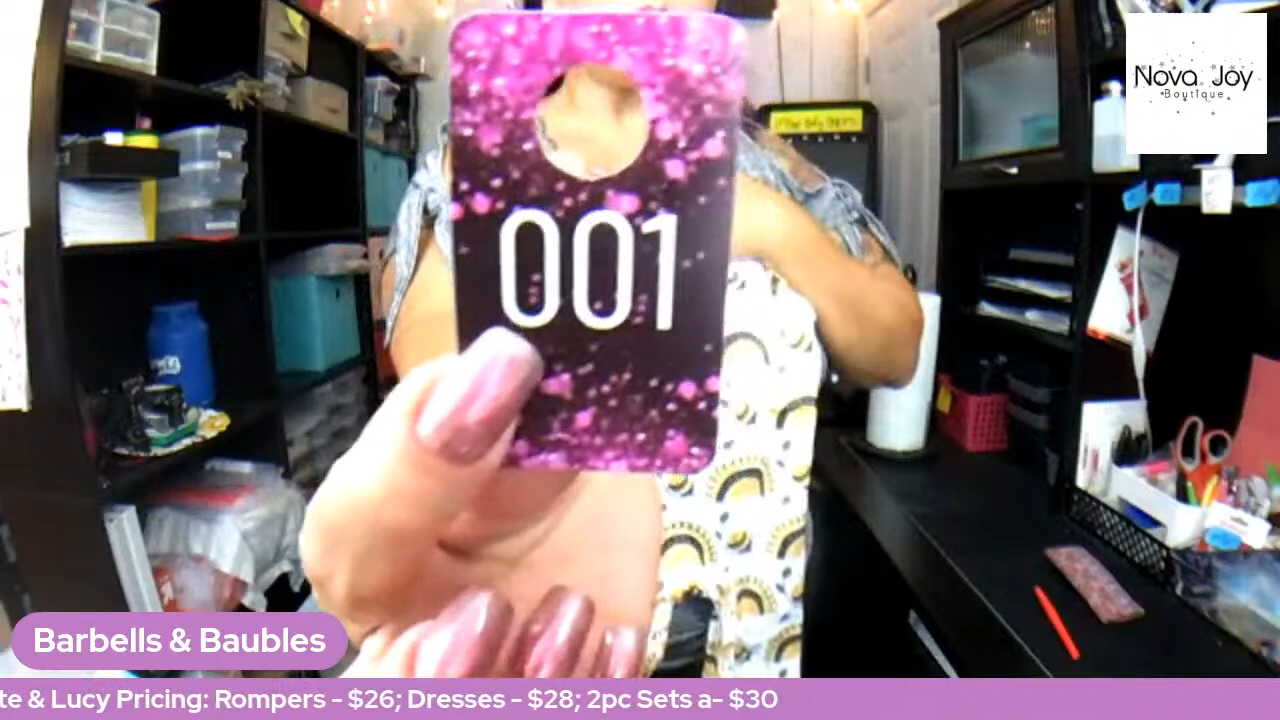 Nova Joy
Boutique
001
Barbells & Baubles
te & Lucy Pricing: Rompers - $26; Dresses - $28; 2pc Sets a- $30